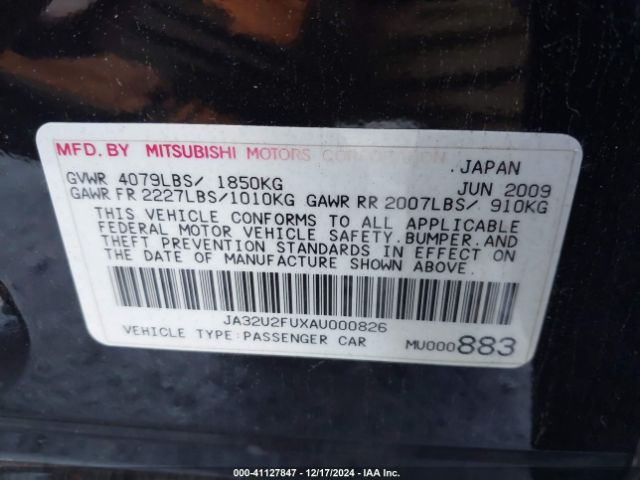 MFD. BY MITSUBISHI MOTORS CORPORATION, JAPAN
GVWR 4079LBS/ 1850KG JUN 2009
GAWR FR 2227LBS/1010KG GAWR RR 2007LBS/ 910KG
THIS VEHICLE CONFORMS TO ALL APPLICABLE
FEDERAL MOTOR VEHICLE SAFETY.BUMPER.AND
THEFT PREVENTION STANDARDS IN EFFECT ON
THE DATE OF MANUFACTURE SHOWN ABOVE.
JA32U2FUXAU000826
VEHICLE TYPE:PASSENGER CAR MU000883
000-41127847 - 12/17/2024 - IAA Inc.